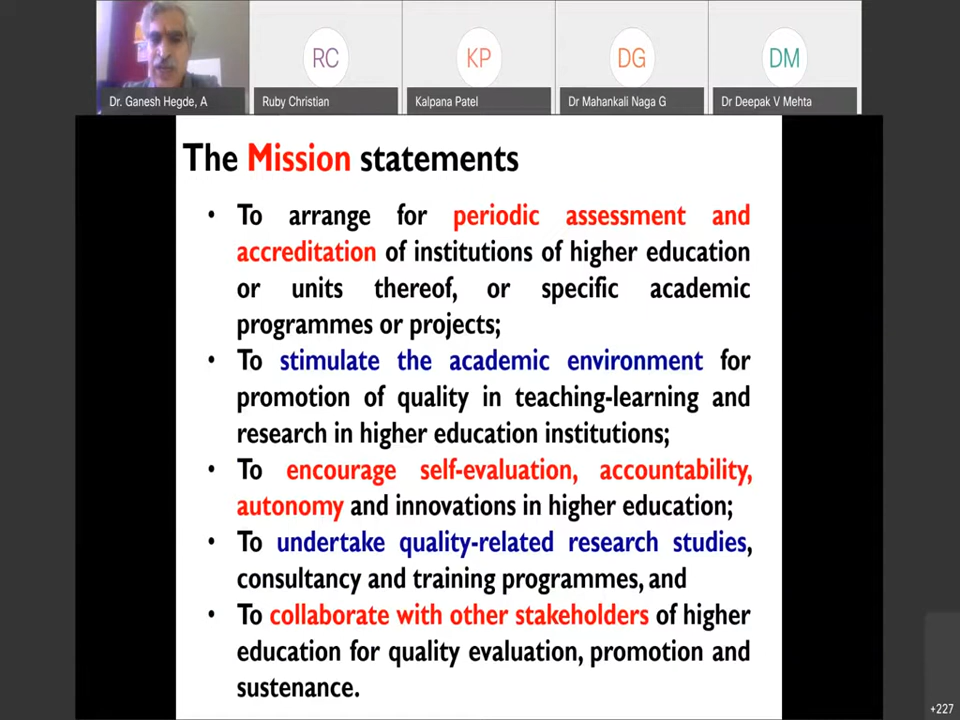 RC
KP
DG
DM
Dr. Ganesh Hegde, A
Ruby Christian
Kalpana Patel
Dr Mahankali Naga G
Dr Deepak V Mehta
The Mission statements
• To arrange for periodic assessment and
accreditation of institutions of higher education
or units thereof, or specific academic
programmes or projects;
• To stimulate the academic environment for
promotion of quality in teaching-learning and
research in higher education institutions;
• To encourage self-evaluation, accountability,
autonomy and innovations in higher education;
• To undertake quality-related research studies,
consultancy and training programmes, and
• To collaborate with other stakeholders of higher
education for quality evaluation, promotion and
sustenance.
+227